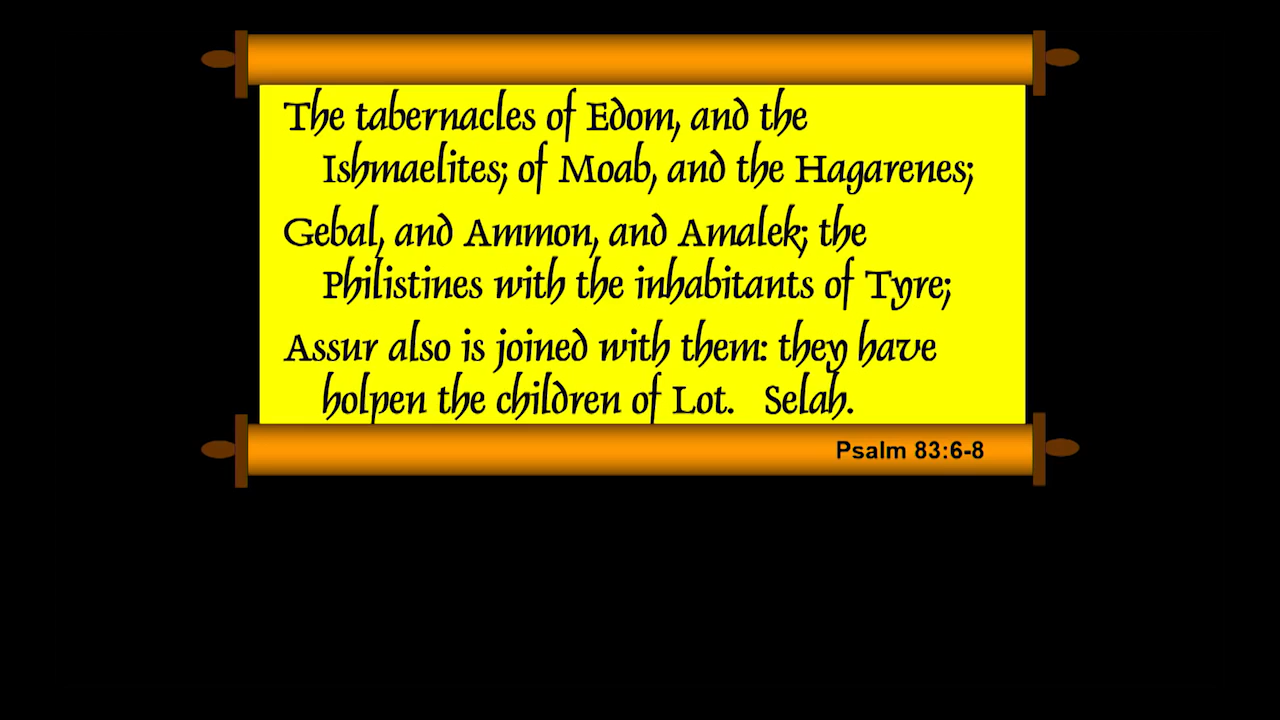 The tabernacles of Edom, and the
Ishmaelites; of Moab, and the Hagarenes;
Gebal, and Ammon, and Amalek; the
Philistines with the inhabitants of Tyre;
Assur also is joined with them: they have
holpen the children of Lot. Selah.
Psalm 83:6-8